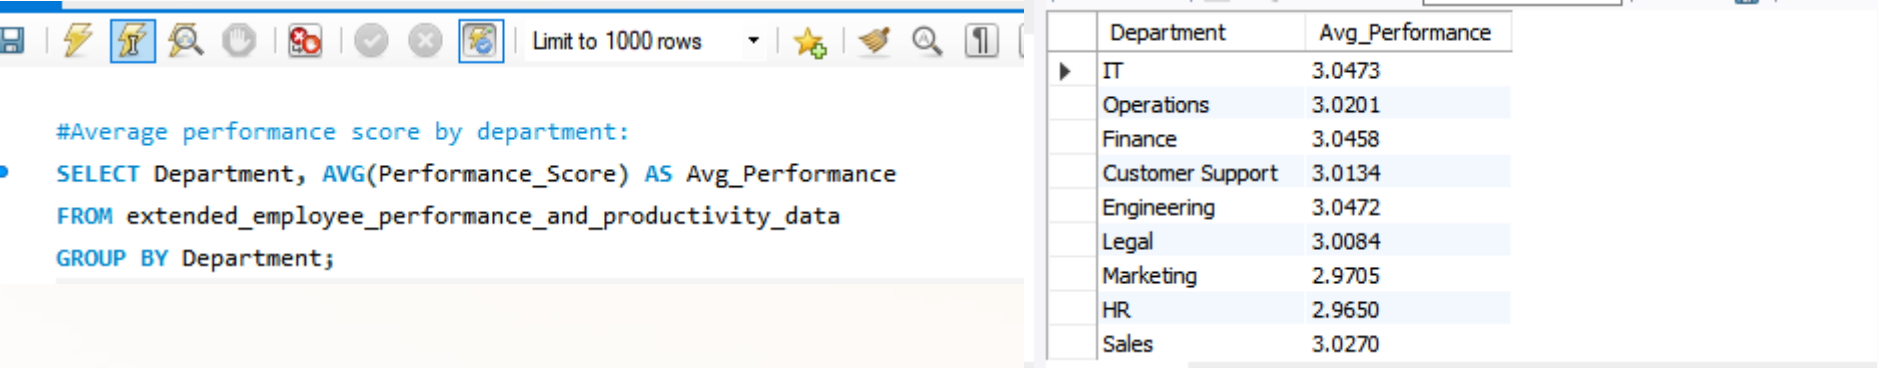 Limit to 1000 rows
#Average performance score by department:
SELECT Department, AVG(Performance_Score) AS Avg_Performance
FROM extended_employee_performance_and_productivity_data
GROUP BY Department;
Department Avg_Performance
IT 3.0473
Operations 3.0201
Finance 3.0458
Customer Support 3.0134
Engineering 3.0472
Legal 3.0084
Marketing 2.9705
HR 2.9650
Sales 3.0270